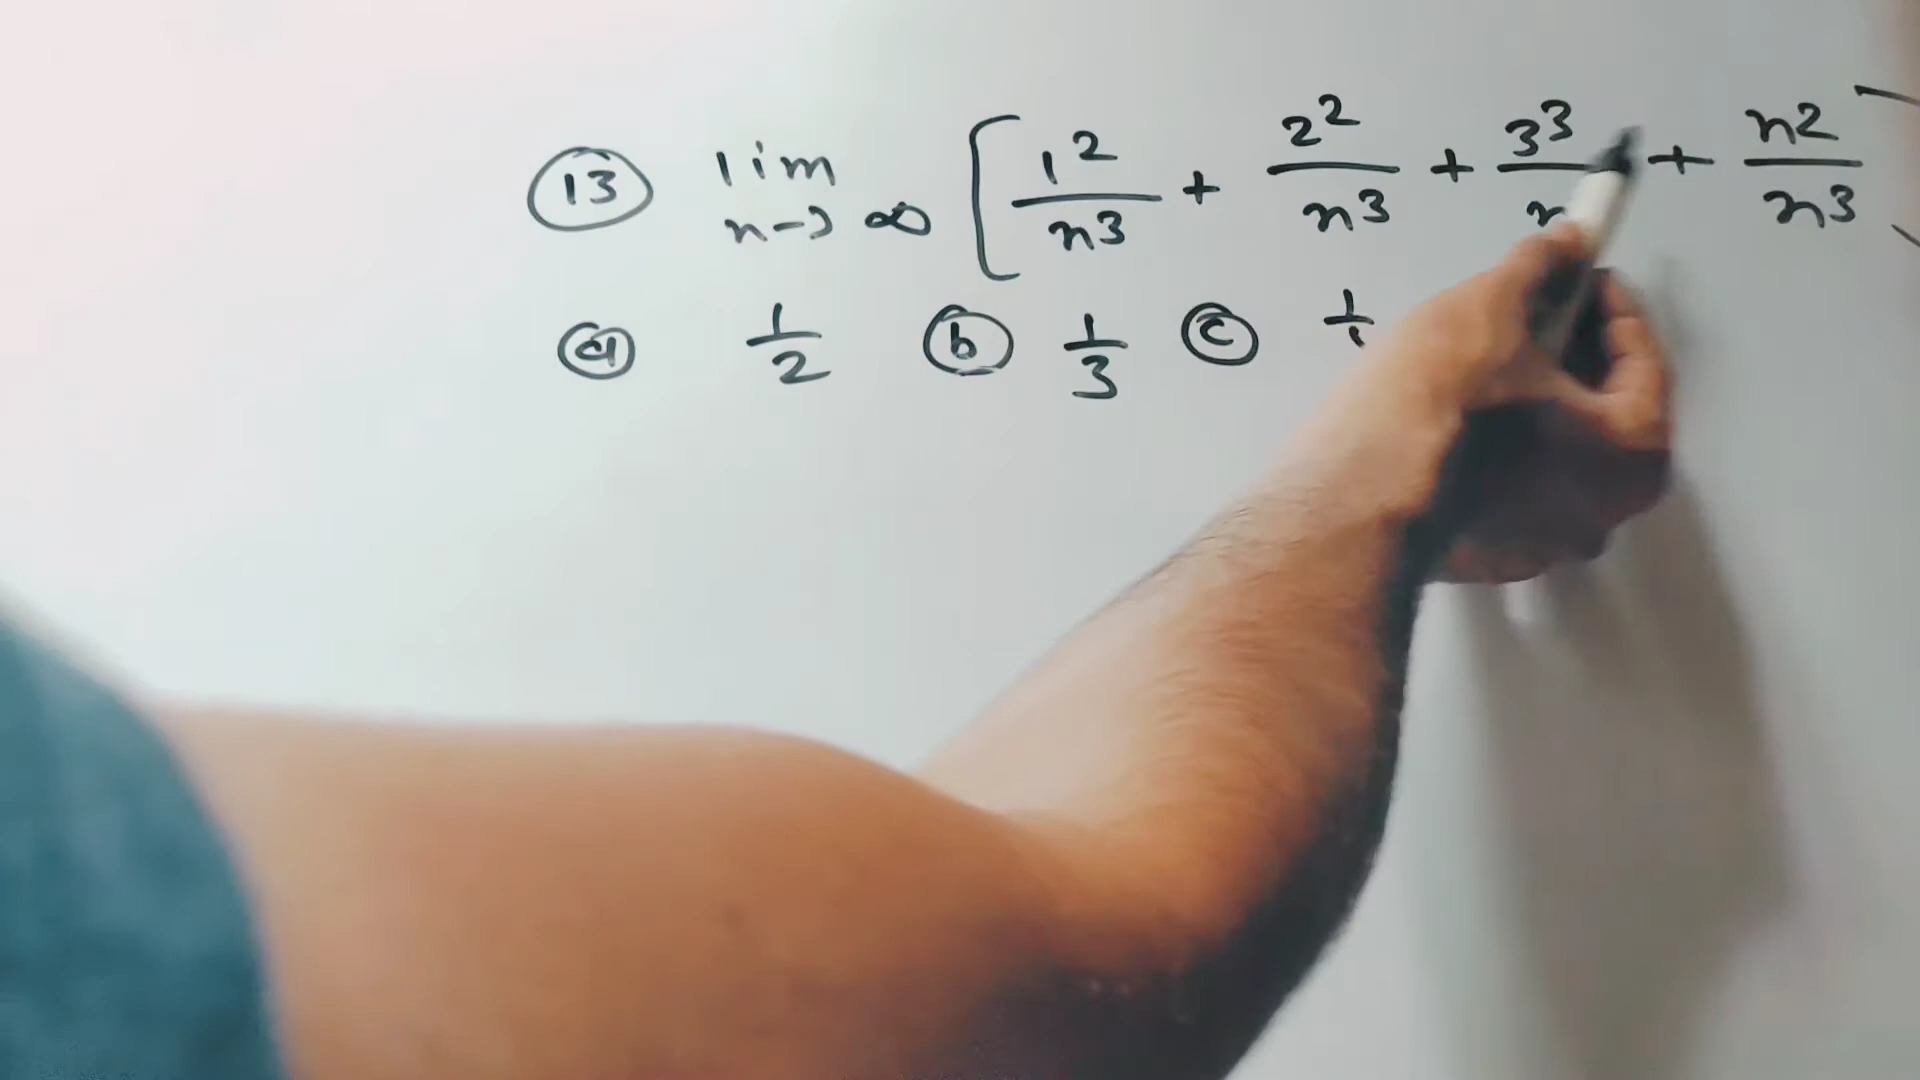 13 lim n→∞ [ 1²/n³ + 2²/n³ + 3³/n + n²/n³ ]
a 1/2 b 1/3 c